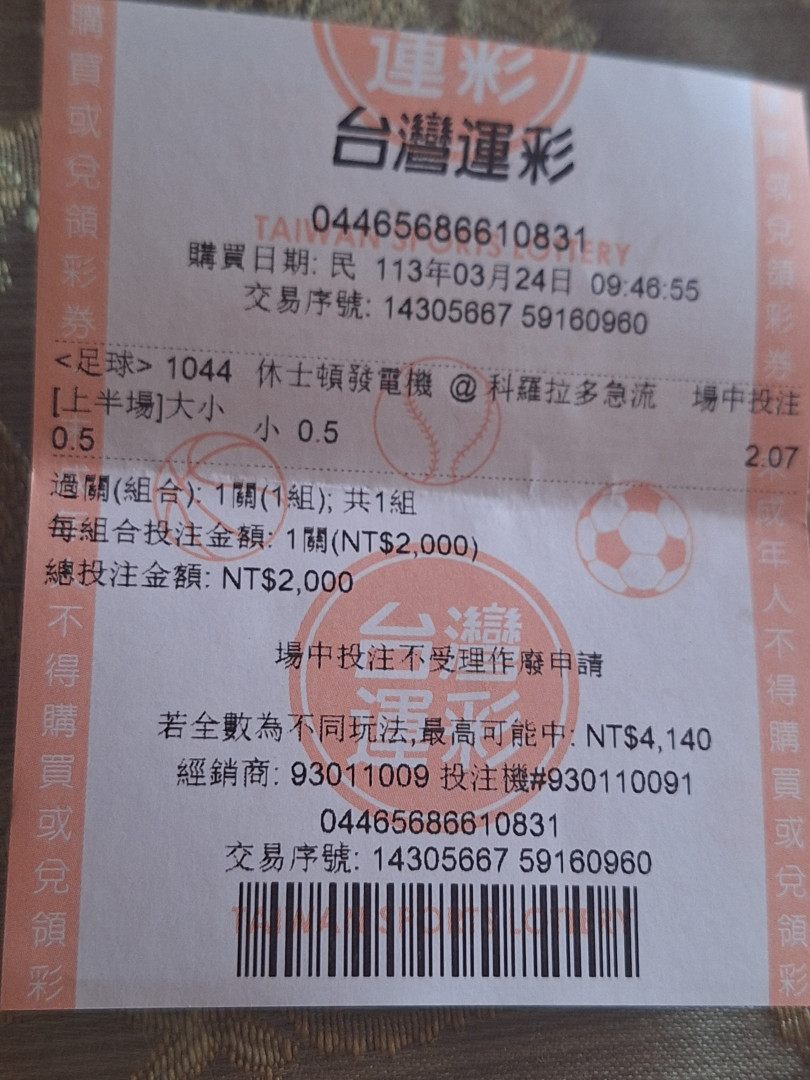 運彩
台灣運彩
TAIWAN SPORTS LOTTERY
04465686610831
購買日期: 民 113年03月24日 09:46:55
交易序號: 14305667 59160960
<足球> 1044 休士頓發電機 @ 科羅拉多急流 場中投注
[上半場]大小 小 0.5
0.5 2.07
過關(組合): 1關(1組); 共1組
每組合投注金額: 1關(NT$2,000)
總投注金額: NT$2,000
台灣
運彩
場中投注不受理作廢申請
若全數為不同玩法,最高可能中: NT$4,140
經銷商: 93011009 投注機#930110091
04465686610831
交易序號: 14305667 59160960
TAIWAN SPORTS LOTTERY
購買或兌領彩券
不得購買或兌領彩
購買或兌領彩券
成年人不得購買或兌領彩